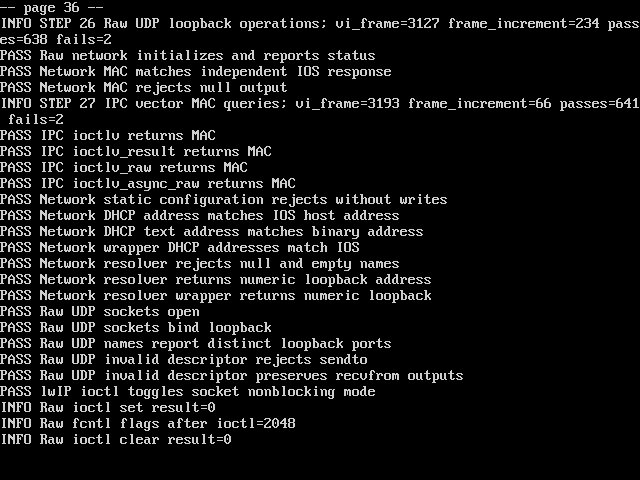 -- page 36 --
INFO STEP 26 Raw UDP loopback operations; vi_frame=3127 frame_increment=234 pass
es=638 fails=2
PASS Raw network initializes and reports status
PASS Network MAC matches independent IOS response
PASS Network MAC rejects null output
INFO STEP 27 IPC vector MAC queries; vi_frame=3193 frame_increment=66 passes=641
 fails=2
PASS IPC ioctlv returns MAC
PASS IPC ioctlv_result returns MAC
PASS IPC ioctlv_raw returns MAC
PASS IPC ioctlv_async_raw returns MAC
PASS Network static configuration rejects without writes
PASS Network DHCP address matches IOS host address
PASS Network DHCP text address matches binary address
PASS Network wrapper DHCP addresses match IOS
PASS Network resolver rejects null and empty names
PASS Network resolver returns numeric loopback address
PASS Network resolver wrapper returns numeric loopback
PASS Raw UDP sockets open
PASS Raw UDP sockets bind loopback
PASS Raw UDP names report distinct loopback ports
PASS Raw UDP invalid descriptor rejects sendto
PASS Raw UDP invalid descriptor preserves recvfrom outputs
PASS lwIP ioctl toggles socket nonblocking mode
INFO Raw ioctl set result=0
INFO Raw fcntl flags after ioctl=2048
INFO Raw ioctl clear result=0